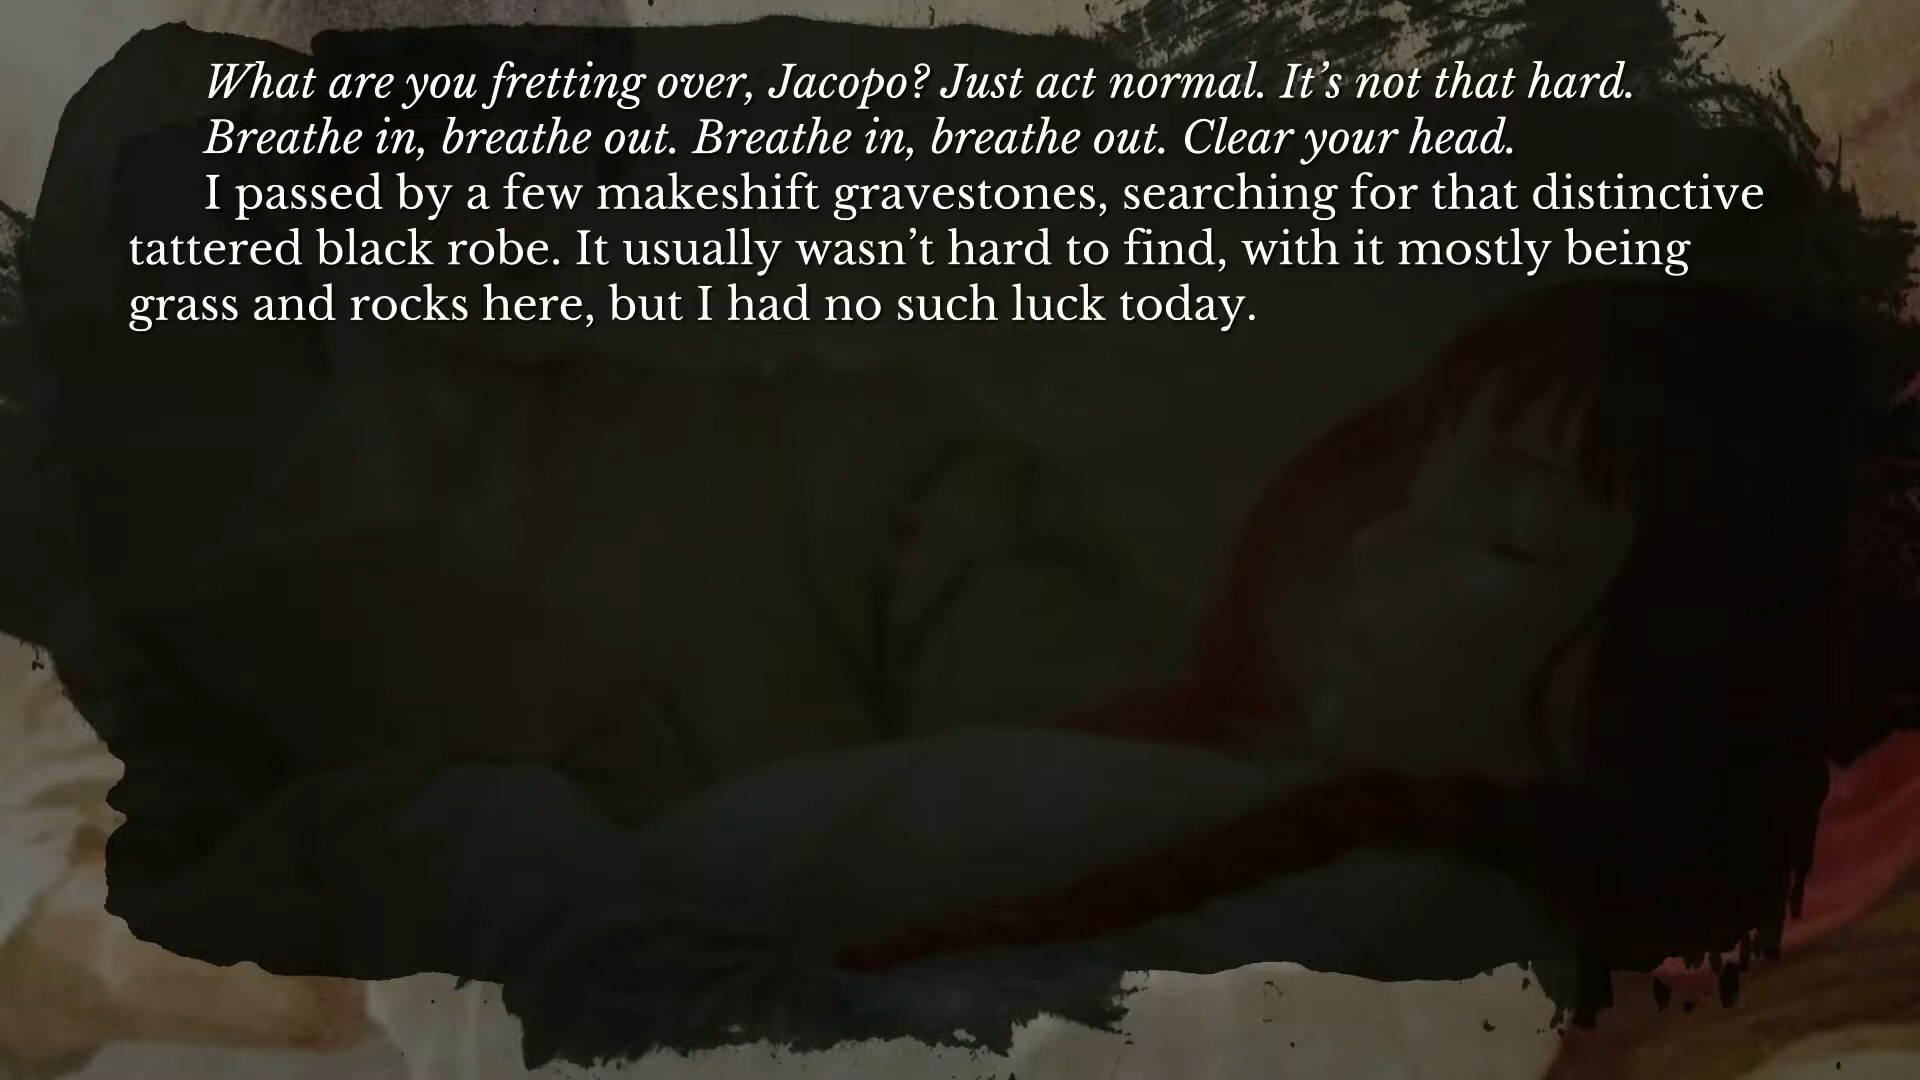 What are you fretting over, Jacopo? Just act normal. It’s not that hard.
Breathe in, breathe out. Breathe in, breathe out. Clear your head.
I passed by a few makeshift gravestones, searching for that distinctive
tattered black robe. It usually wasn’t hard to find, with it mostly being
grass and rocks here, but I had no such luck today.